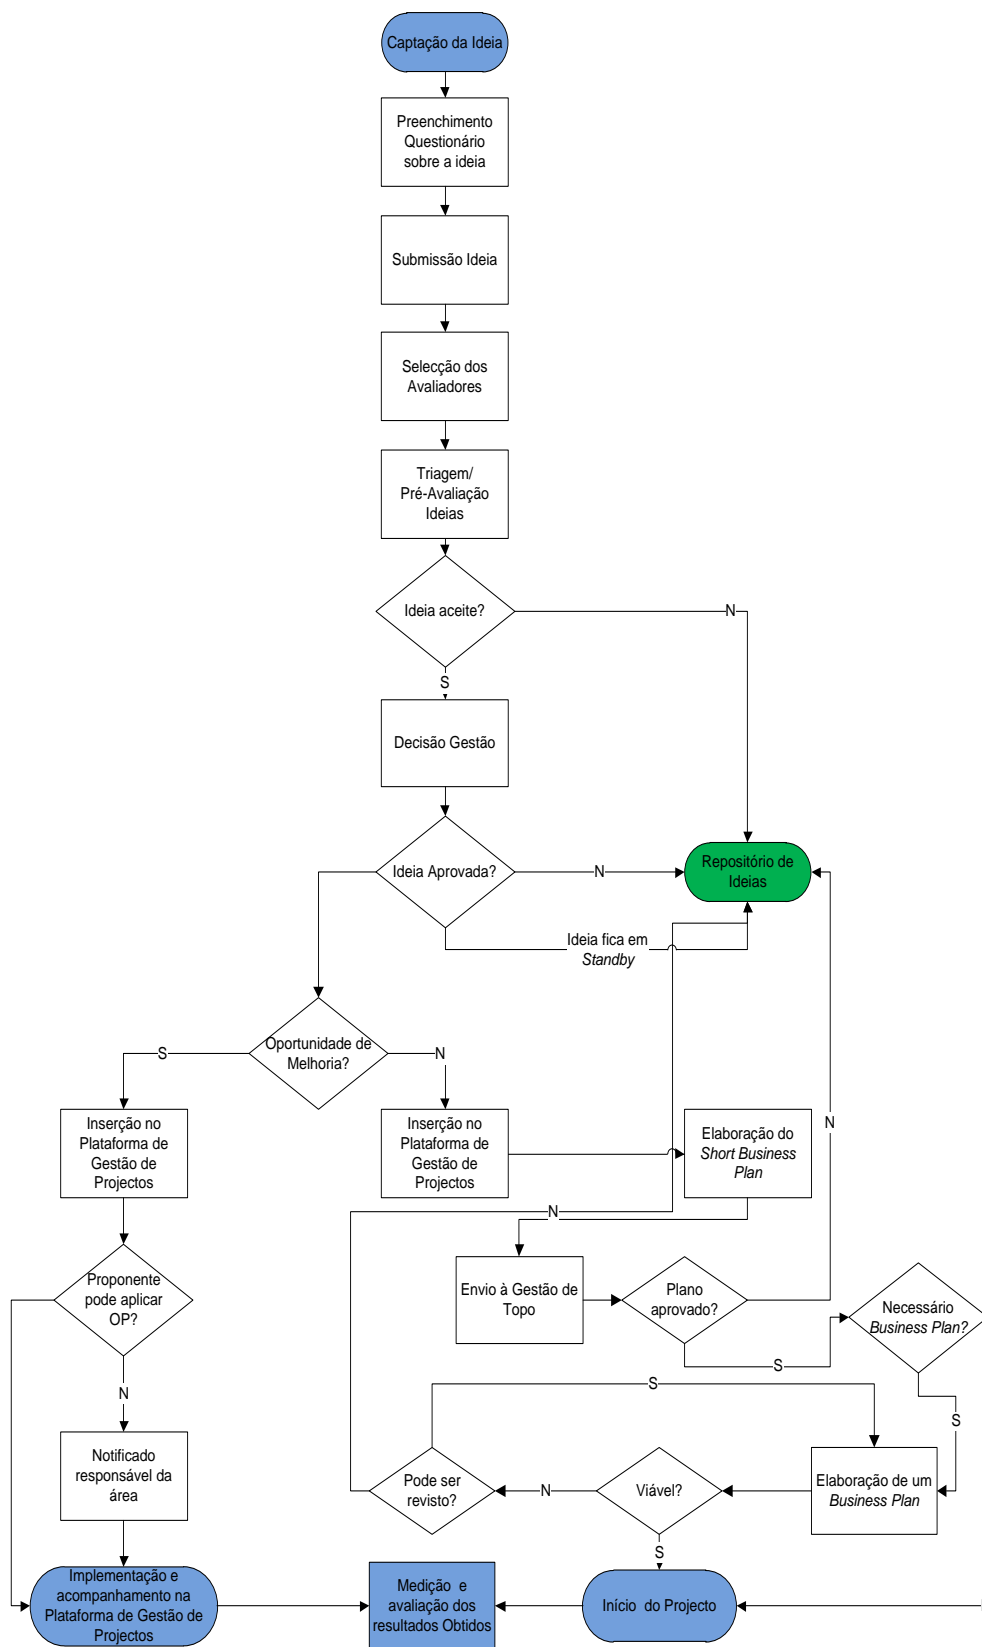 Captação da Ideia
Preenchimento
Questionário
sobre a ideia
Submissão Ideia
Selecção dos
Avaliadores
Triagem/
Pré-Avaliação
Ideias
Ideia aceite?
N
S
Decisão Gestão
Ideia Aprovada?
N
Repositório de
Ideias
Ideia fica em
Standby
Oportunidade de
Melhoria?
S
N
Inserção no
Plataforma de
Gestão de
Projectos
Inserção no
Plataforma de
Gestão de
Projectos
Elaboração do
Short Business
Plan
N
N
Proponente
pode aplicar
OP?
Envio à Gestão de
Topo
Plano
aprovado?
Necessário
Business Plan?
S
S
N
S
Notificado
responsável da
área
Pode ser
revisto?
N
Viável?
Elaboração de um
Business Plan
S
Implementação e
acompanhamento na
Plataforma de Gestão de
Projectos
Medição e
avaliação dos
resultados Obtidos
Início do Projecto